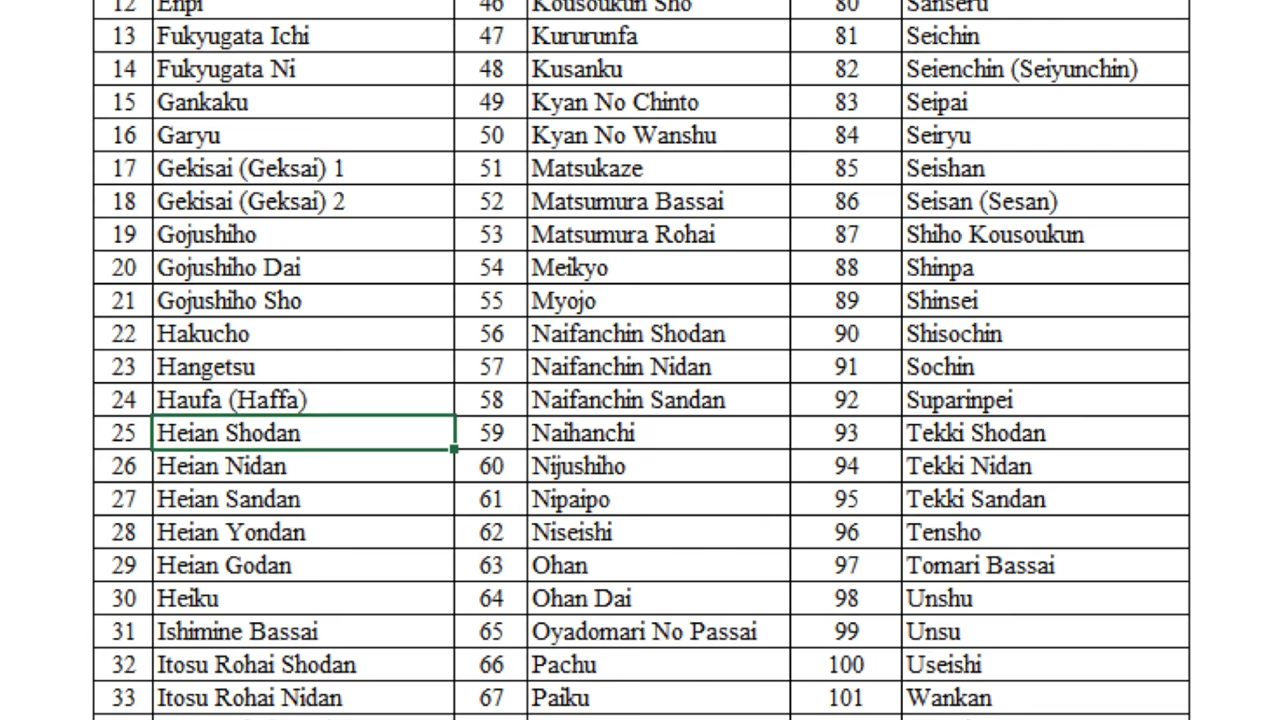 12 Enpi 46 Kousoukun Sho 80 Sanseru
13 Fukyugata Ichi 47 Kururunfa 81 Seichin
14 Fukyugata Ni 48 Kusanku 82 Seienchin (Seiyunchin)
15 Gankaku 49 Kyan No Chinto 83 Seipai
16 Garyu 50 Kyan No Wanshu 84 Seiryu
17 Gekisai (Geksai) 1 51 Matsukaze 85 Seishan
18 Gekisai (Geksai) 2 52 Matsumura Bassai 86 Seisan (Sesan)
19 Gojushiho 53 Matsumura Rohai 87 Shiho Kousoukun
20 Gojushiho Dai 54 Meikyo 88 Shinpa
21 Gojushiho Sho 55 Myojo 89 Shinsei
22 Hakucho 56 Naifanchin Shodan 90 Shisochin
23 Hangetsu 57 Naifanchin Nidan 91 Sochin
24 Haufa (Haffa) 58 Naifanchin Sandan 92 Suparinpei
25 Heian Shodan 59 Naihanchi 93 Tekki Shodan
26 Heian Nidan 60 Nijushiho 94 Tekki Nidan
27 Heian Sandan 61 Nipaipo 95 Tekki Sandan
28 Heian Yondan 62 Niseishi 96 Tensho
29 Heian Godan 63 Ohan 97 Tomari Bassai
30 Heiku 64 Ohan Dai 98 Unshu
31 Ishimine Bassai 65 Oyadomari No Passai 99 Unsu
32 Itosu Rohai Shodan 66 Pachu 100 Useishi
33 Itosu Rohai Nidan 67 Paiku 101 Wankan